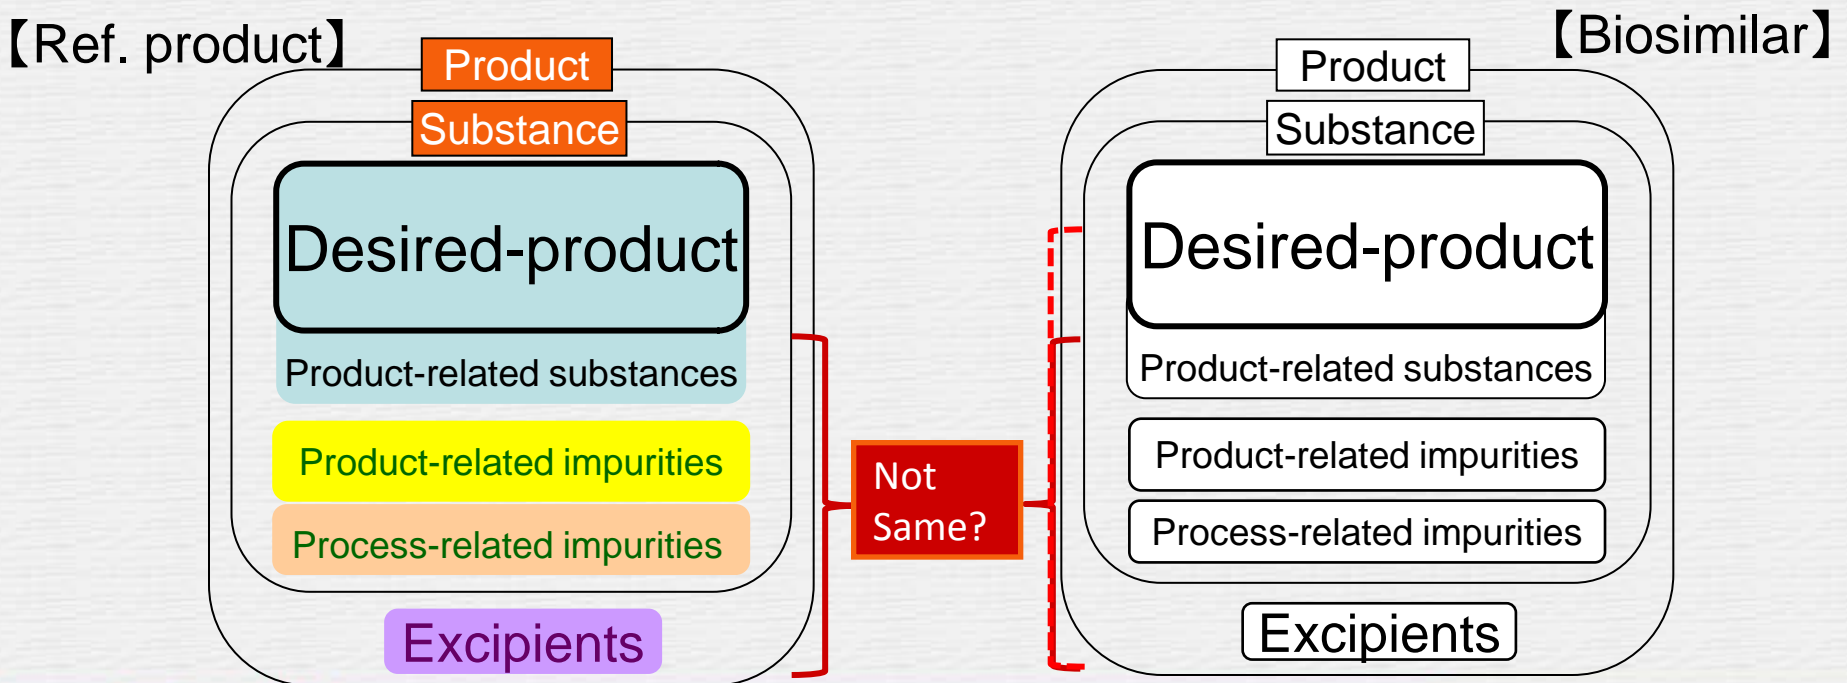 【Ref. product】
Product
Substance
Desired-product
Product-related substances
Product-related impurities
Process-related impurities
Excipients
Not
Same?
【Biosimilar】
Product
Substance
Desired-product
Product-related substances
Product-related impurities
Process-related impurities
Excipients